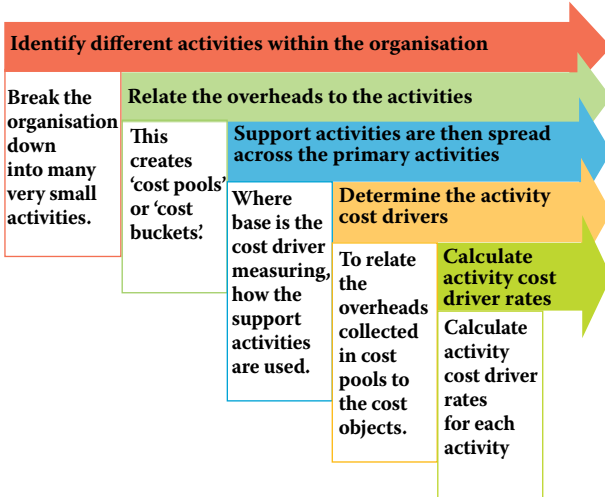 Identify different activities within the organisation
Break the
organisation
down
into many
very small
activities.
Relate the overheads to the activities
This
creates
‘cost pools’
or ‘cost
buckets’.
Support activities are then spread
across the primary activities
Where
base is the
cost driver
measuring,
how the
support
activities
are used.
Determine the activity
cost drivers
To relate
the
overheads
collected
in cost
pools to
the cost
objects.
Calculate
activity cost
driver rates
Calculate
activity
cost driver
rates
for each
activity